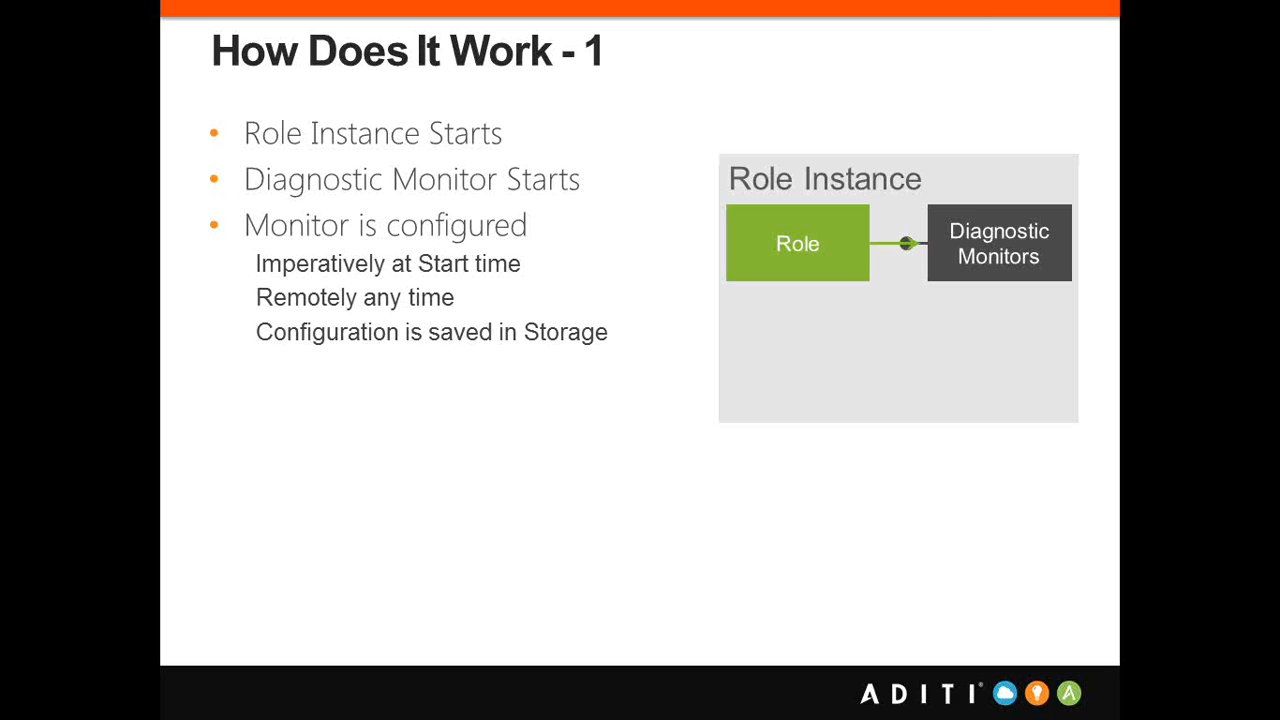 How Does It Work - 1
• Role Instance Starts
• Diagnostic Monitor Starts
• Monitor is configured
Imperatively at Start time
Remotely any time
Configuration is saved in Storage
Role Instance
Role
Diagnostic
Monitors
ADITI